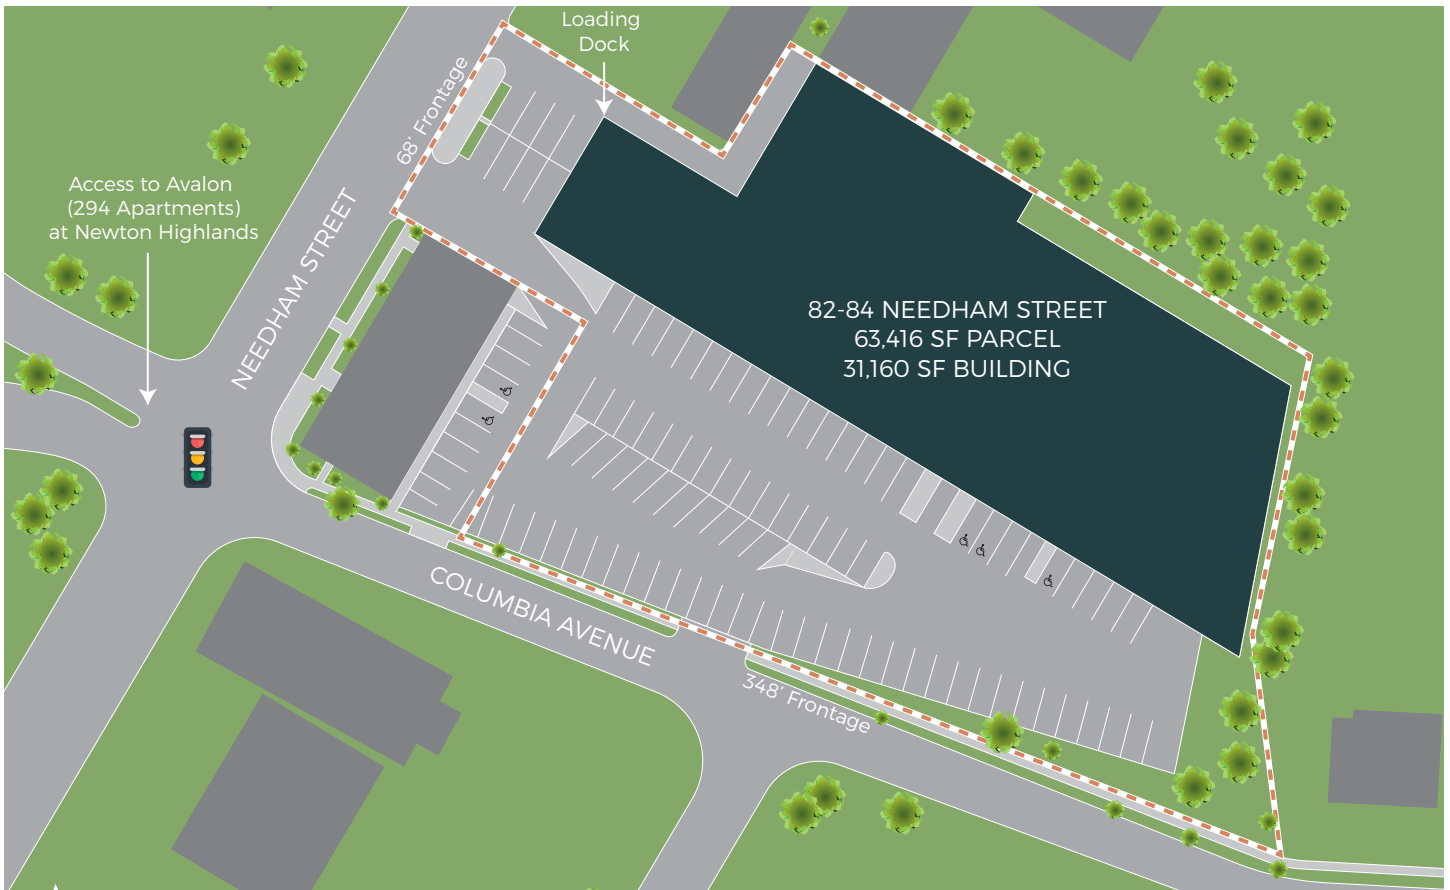 Loading
Dock
68' Frontage
Access to Avalon
(294 Apartments)
at Newton Highlands
NEEDHAM STREET
82-84 NEEDHAM STREET
63,416 SF PARCEL
31,160 SF BUILDING
COLUMBIA AVENUE
348' Frontage